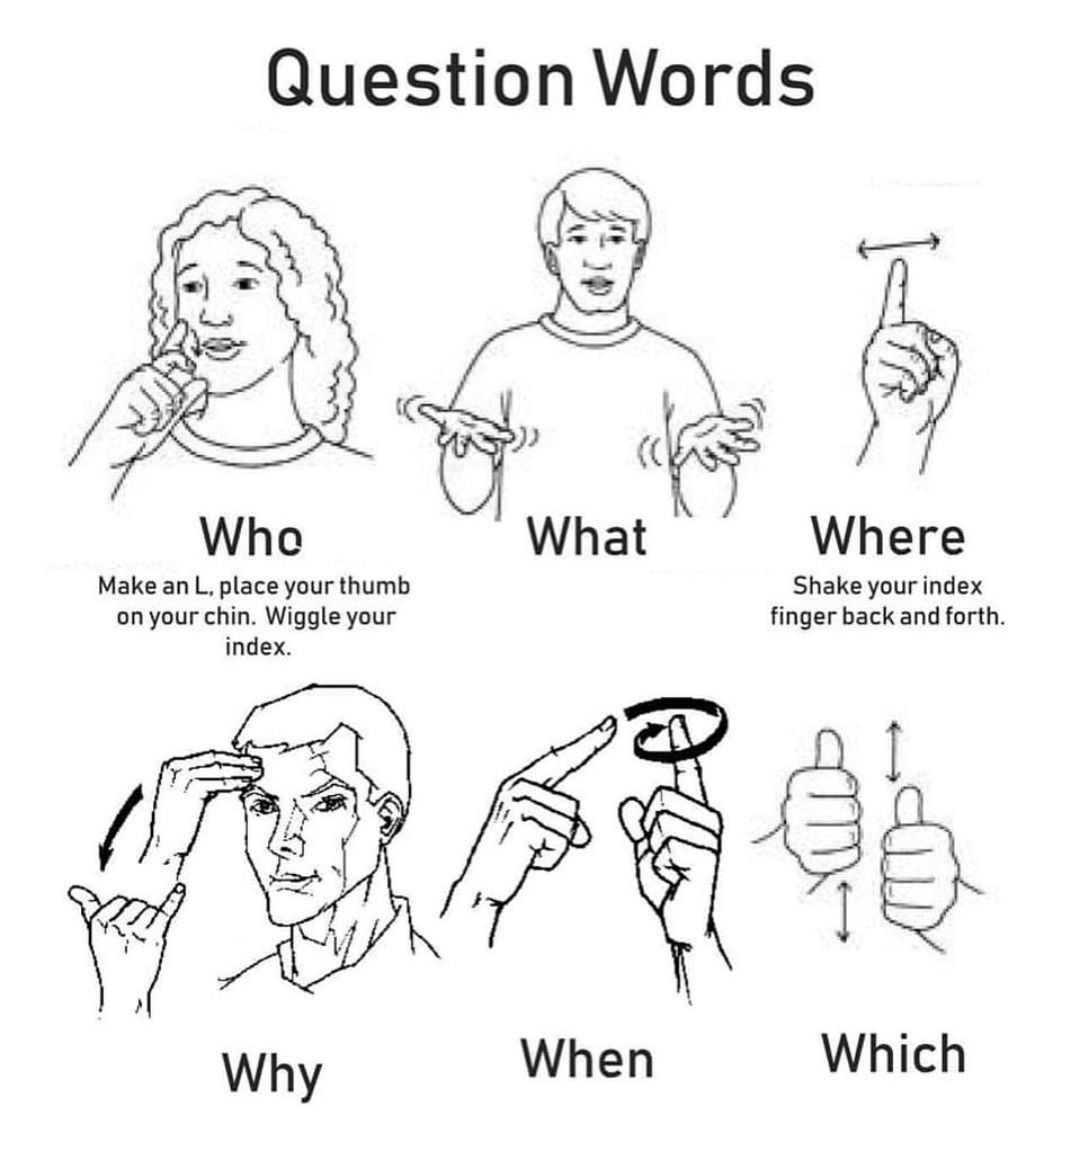 Question Words
Who
What
Where
Make an L, place your thumb
on your chin. Wiggle your
index.
Shake your index
finger back and forth.
Why
When
Which